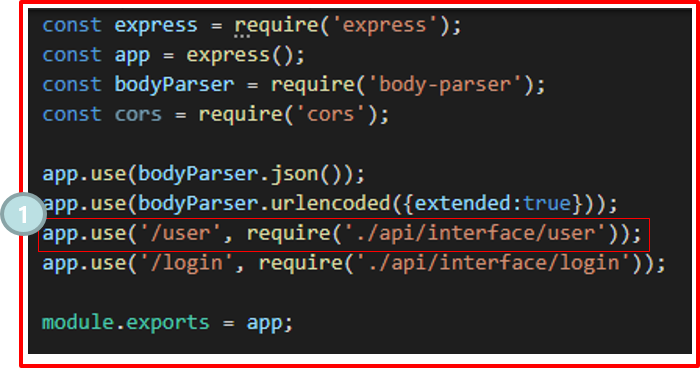 const express = require('express');
const app = express();
const bodyParser = require('body-parser');
const cors = require('cors');
app.use(bodyParser.json());
app.use(bodyParser.urlencoded({extended:true}));
1
app.use('/user', require('./api/interface/user'));
app.use('/login', require('./api/interface/login'));
module.exports = app;